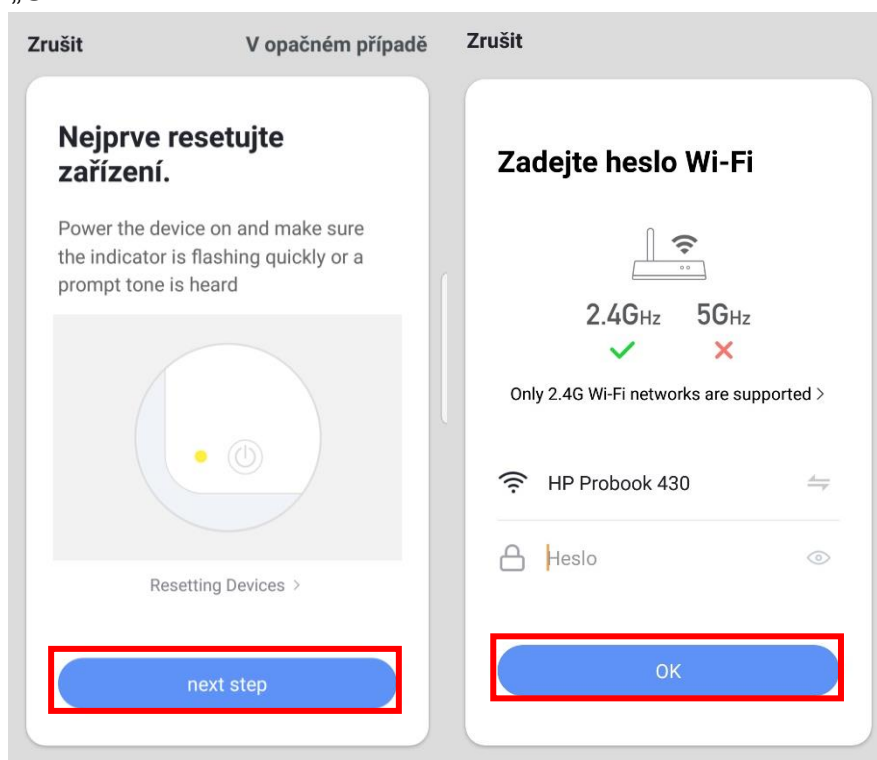 Zrušit
V opačném případě
Nejprve resetujte
zařízení.
Power the device on and make sure
the indicator is flashing quickly or a
prompt tone is heard
Resetting Devices >
next step
Zrušit
Zadejte heslo Wi-Fi
2.4GHz 5GHz
Only 2.4G Wi-Fi networks are supported >
HP Probook 430
Heslo
OK